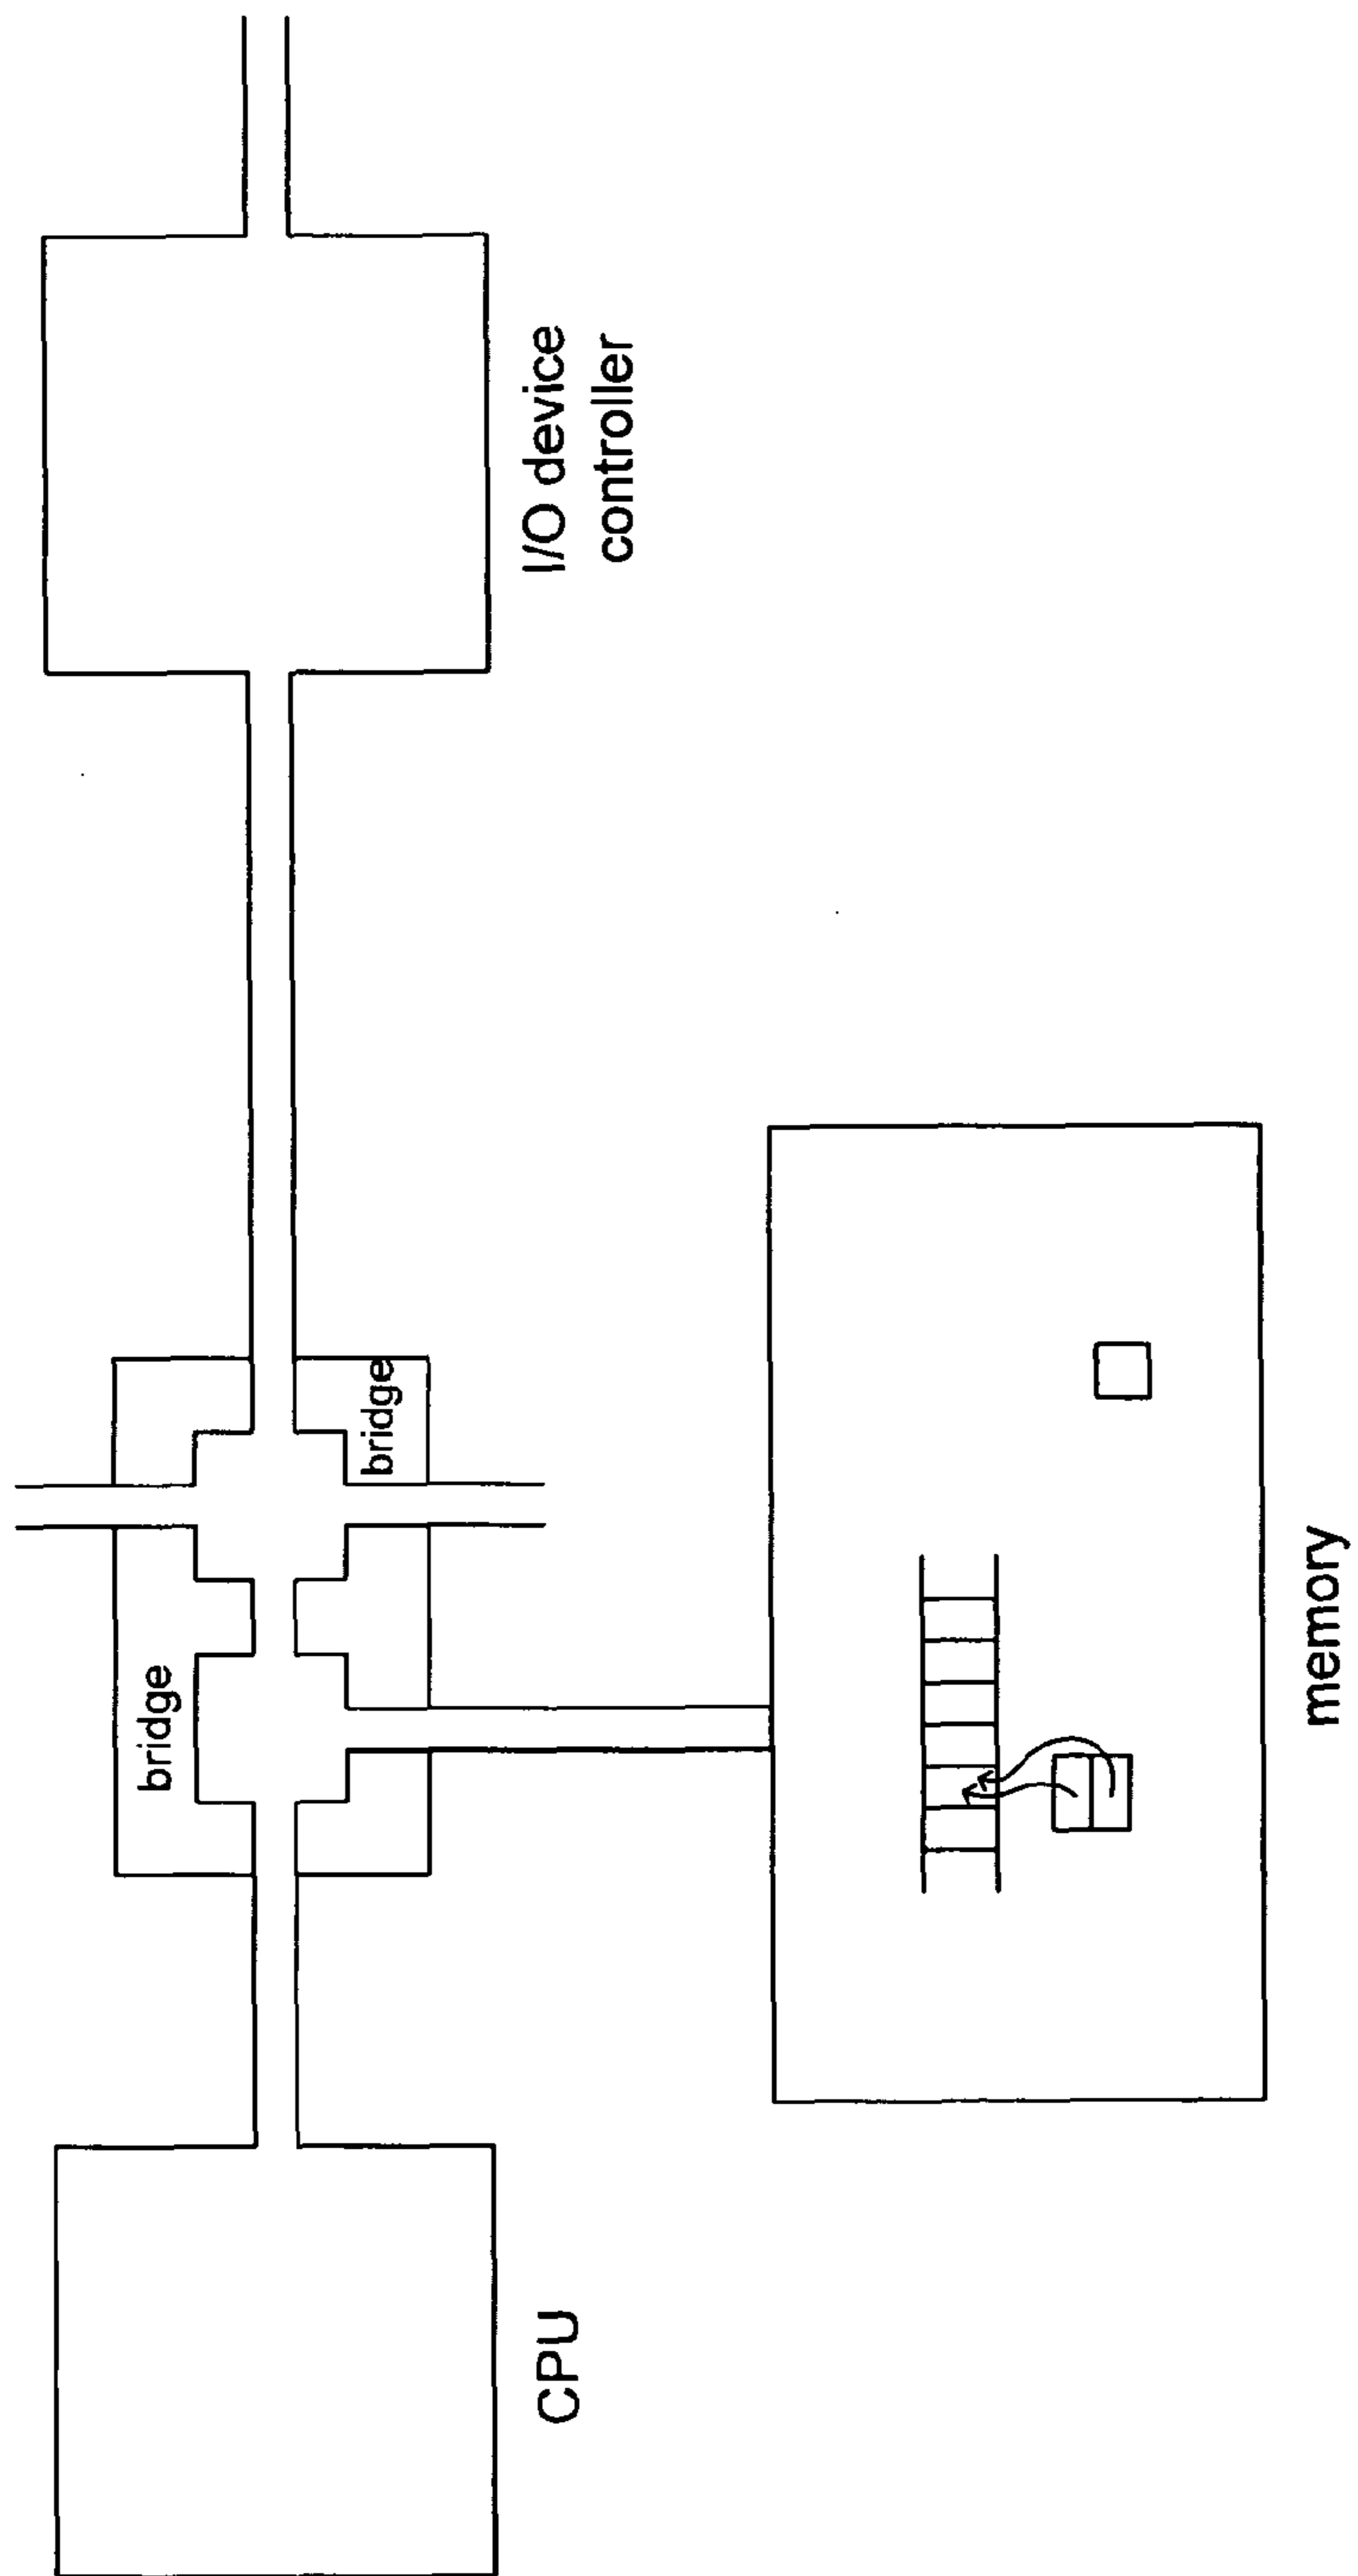 bridge
bridge
I/O device
controller
CPU
memory